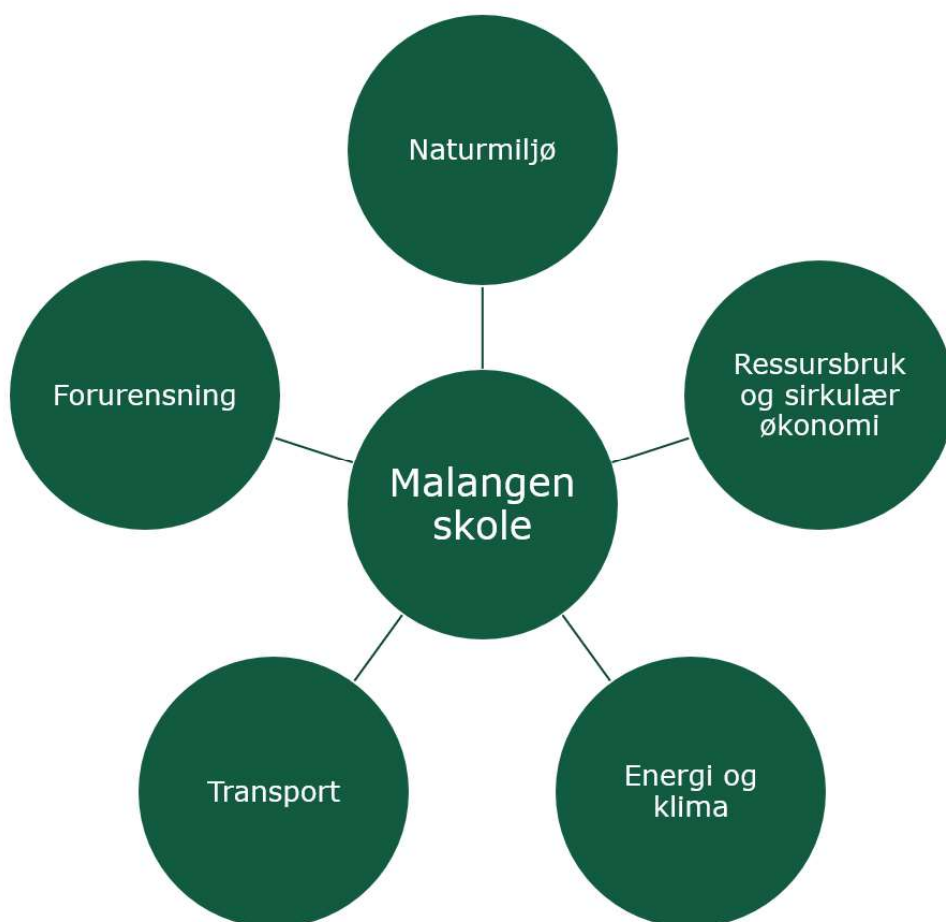 Naturmiljø
Forurensning
Ressursbruk
og sirkulær
økonomi
Malangen
skole
Transport
Energi og
klima